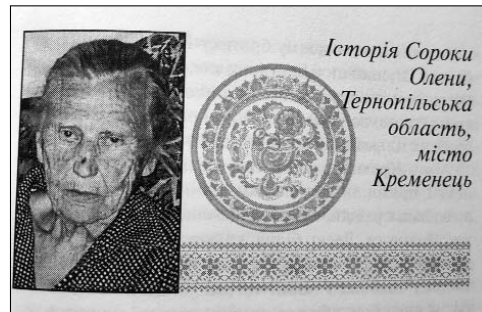 Історія Сороки
Олени,
Тернопільська
область,
місто
Кременець